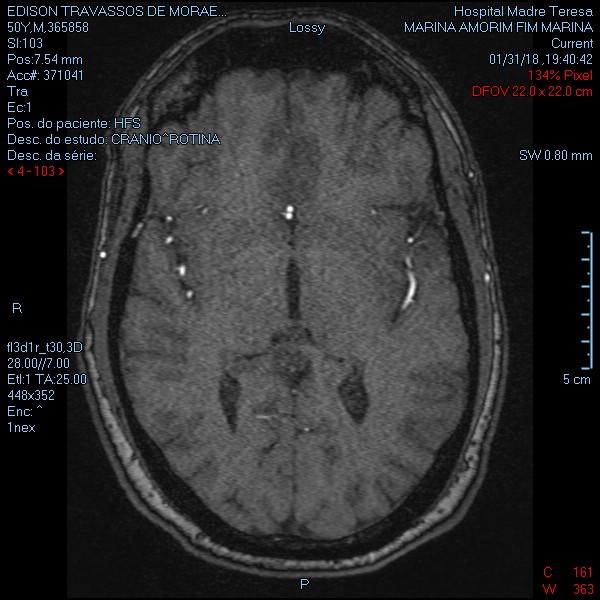 EDISON TRAVASSOS DE MORAE...
50Y,M,365858
Sl:103
Pos:7.54 mm
Acc#: 371041
Tra
Ec:1
Pos. do paciente: HFS
Desc. do estudo: CRANIO^ROTINA
Desc. da série:
< 4 - 103 >
Lossy
Hospital Madre Teresa
MARINA AMORIM FIM MARINA
Current
01/31/18 ,19:40:42
134% Pixel
DFOV 22.0 x 22.0 cm
SW 0.80 mm
R
5 cm
fl3d1r_t30,3D
28.00//7.00
Etl:1 TA:25.00
448x352
Enc: ^
1nex
P
C 161
W 363